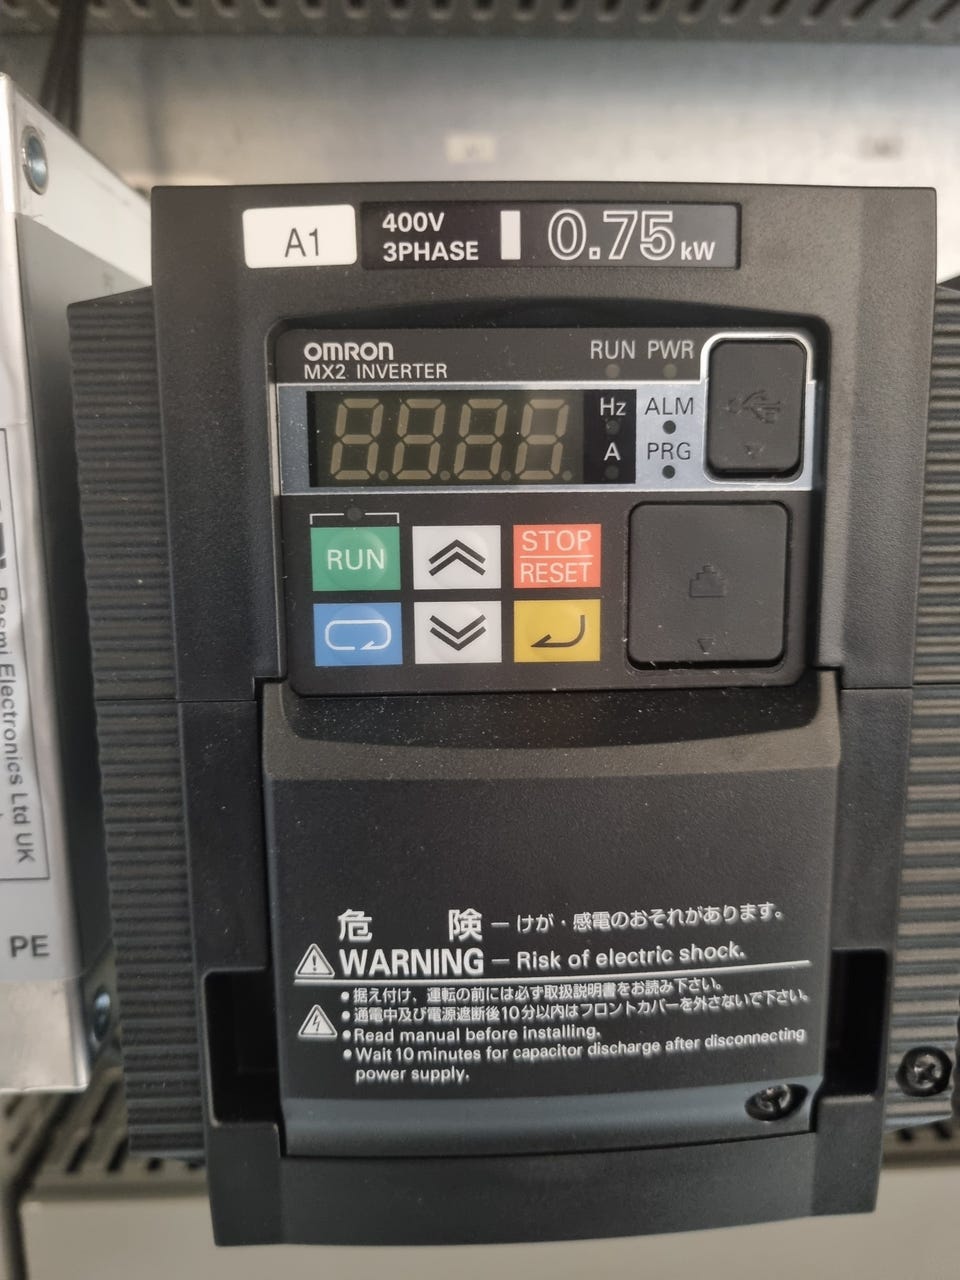 A1
400V
3PHASE
0.75 kW
OMRON
MX2 INVERTER
RUN PWR
Hz
ALM
A
PRG
RUN
STOP
RESET
危 険 — けが・感電のおそれがあります。
WARNING — Risk of electric shock.
●据え付け、運転の前には必ず取扱説明書をお読み下さい。
●通電中及び電源遮断後10分以内はフロントカバーを外さないで下さい。
●Read manual before installing.
●Wait 10 minutes for capacitor discharge after disconnecting
power supply.
Rasmi Electronics Ltd UK
PE